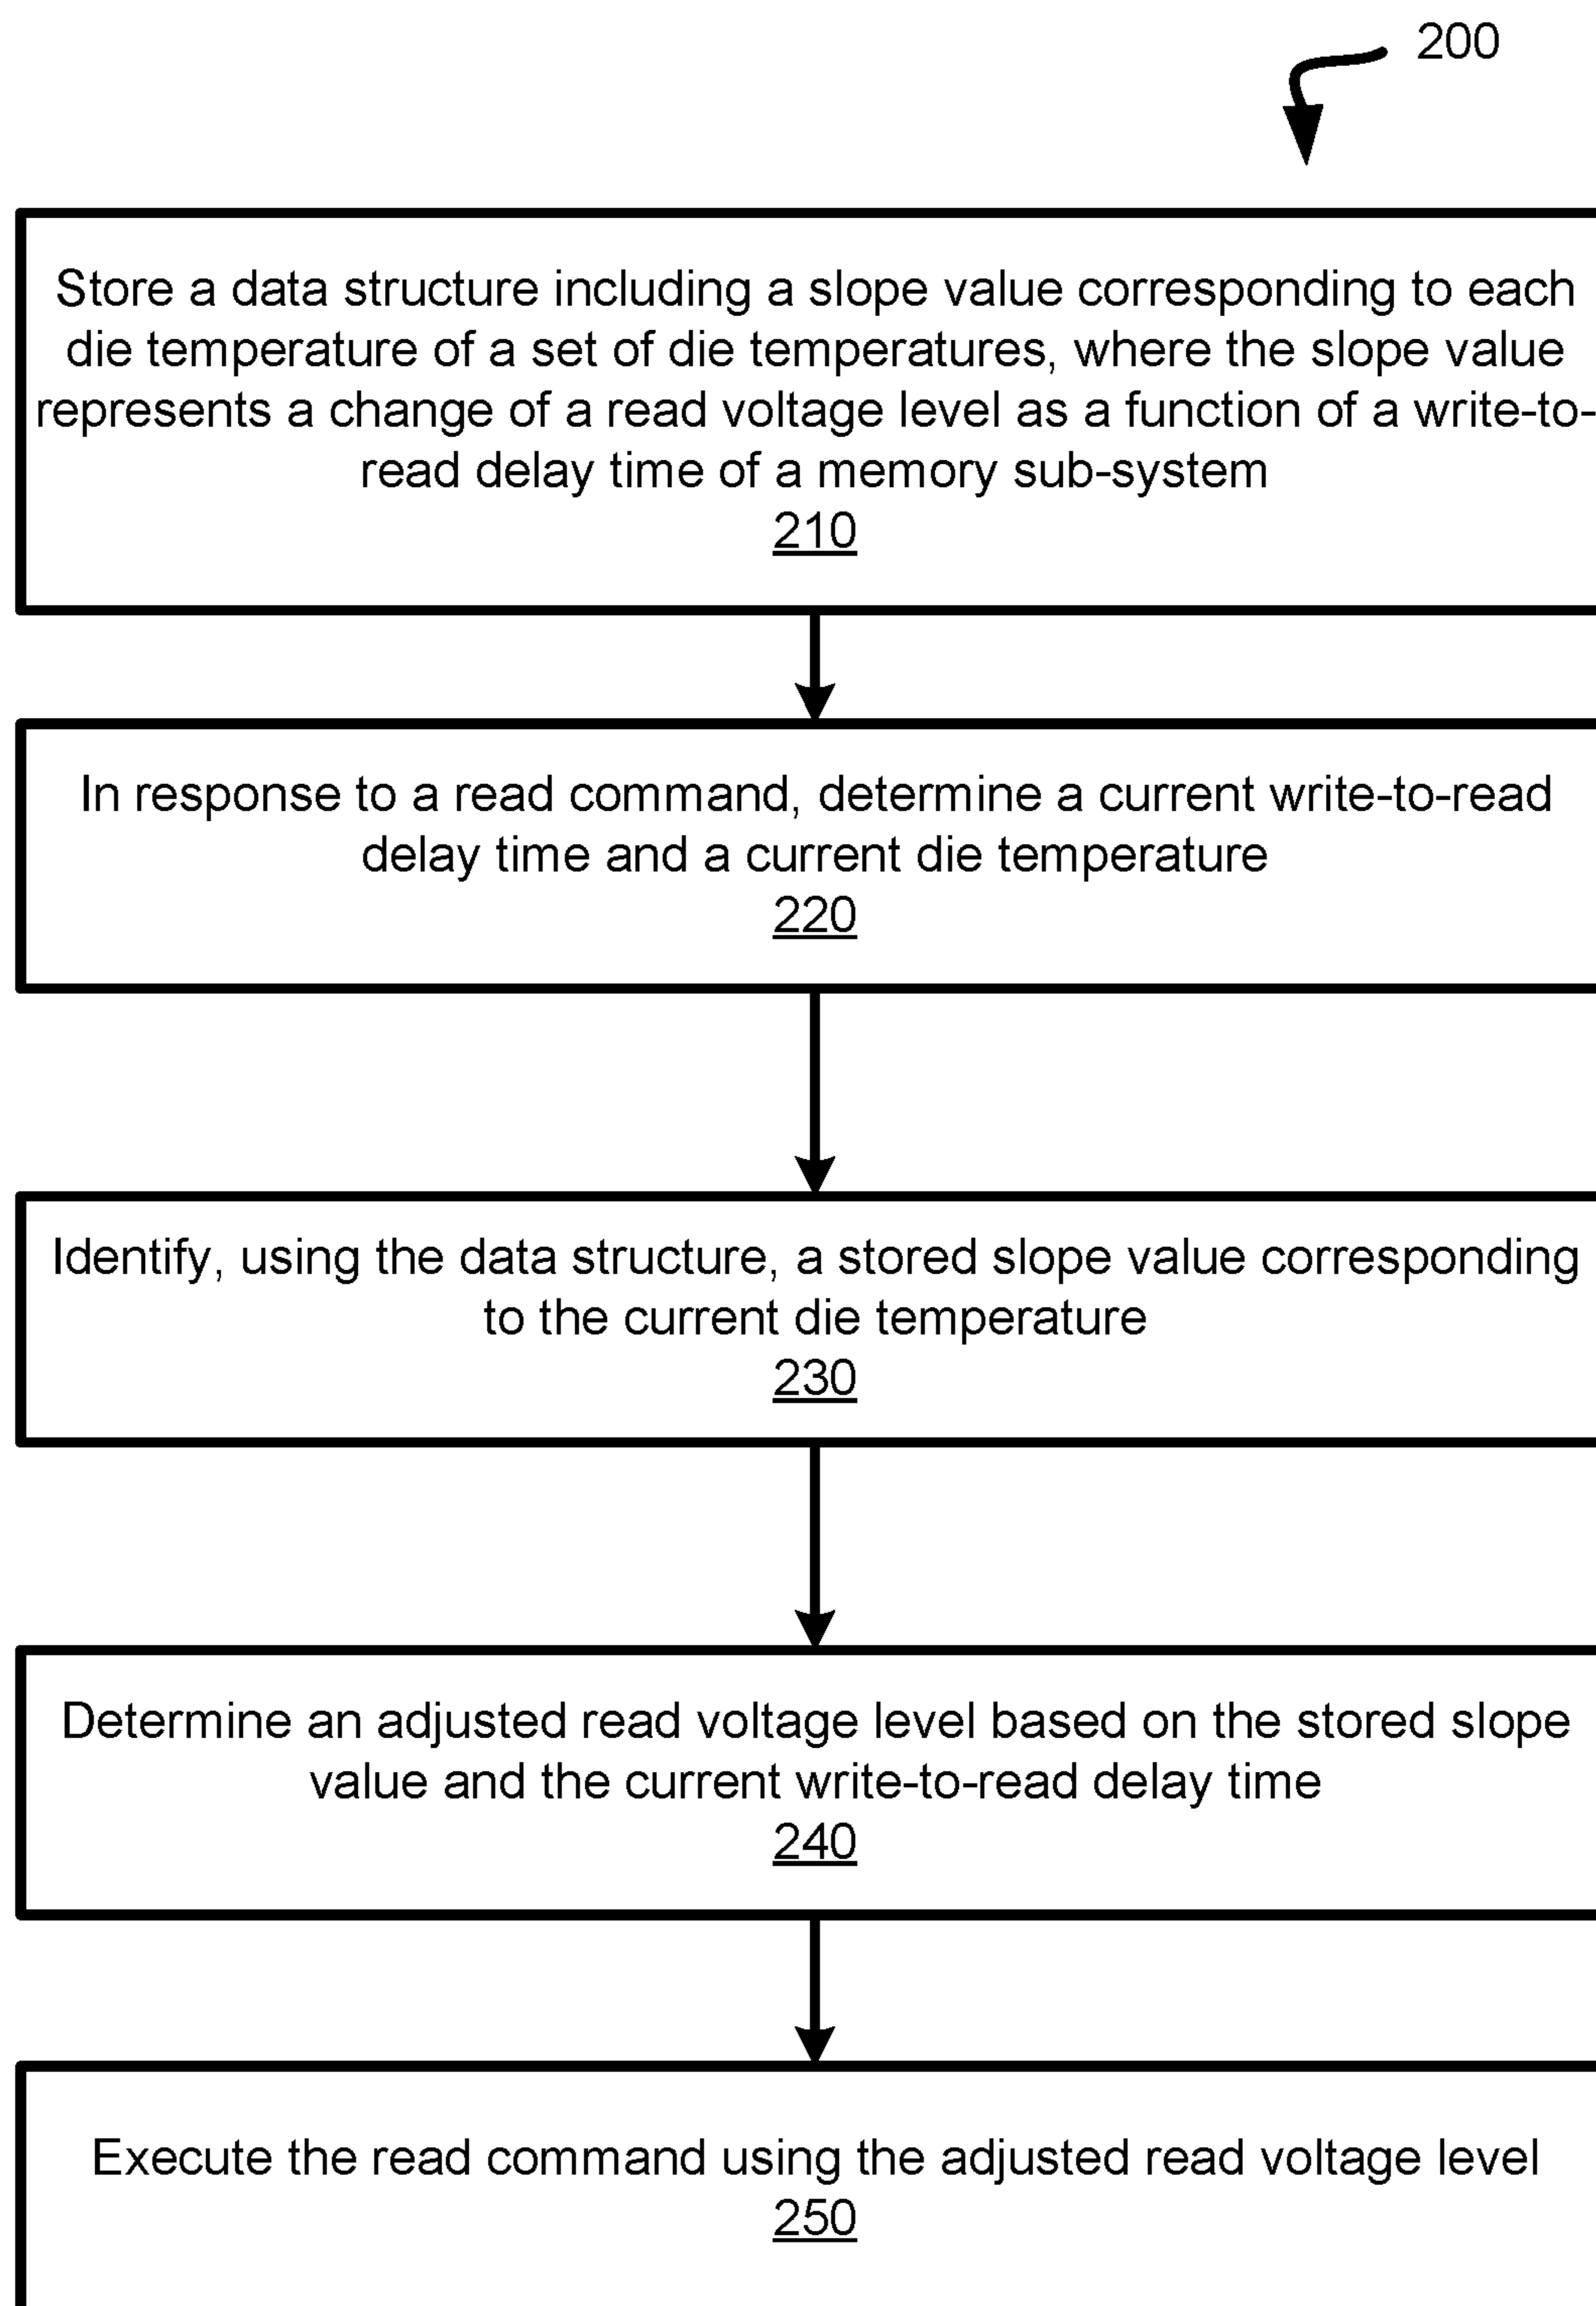 200
Store a data structure including a slope value corresponding to each
die temperature of a set of die temperatures, where the slope value
represents a change of a read voltage level as a function of a write-to-
read delay time of a memory sub-system
210
In response to a read command, determine a current write-to-read
delay time and a current die temperature
220
Identify, using the data structure, a stored slope value corresponding
to the current die temperature
230
Determine an adjusted read voltage level based on the stored slope
value and the current write-to-read delay time
240
Execute the read command using the adjusted read voltage level
250